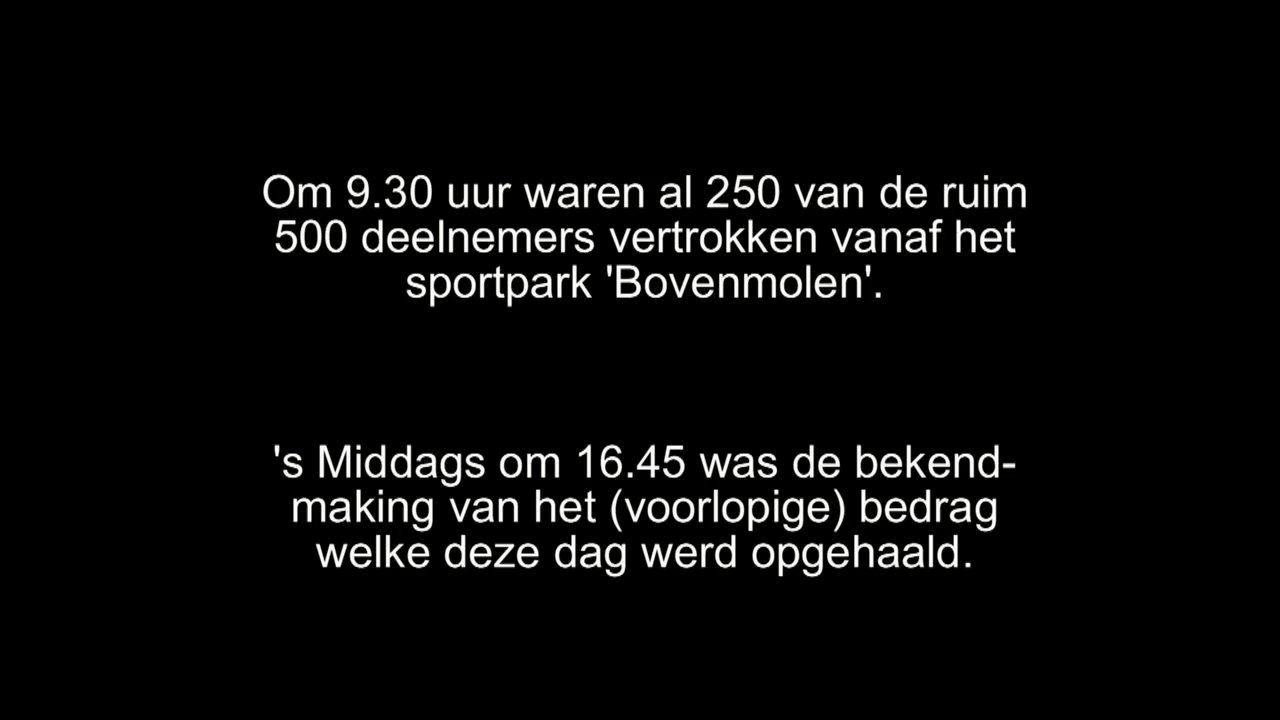 Om 9.30 uur waren al 250 van de ruim
500 deelnemers vertrokken vanaf het
sportpark 'Bovenmolen'.
's Middags om 16.45 was de bekend-
making van het (voorlopige) bedrag
welke deze dag werd opgehaald.